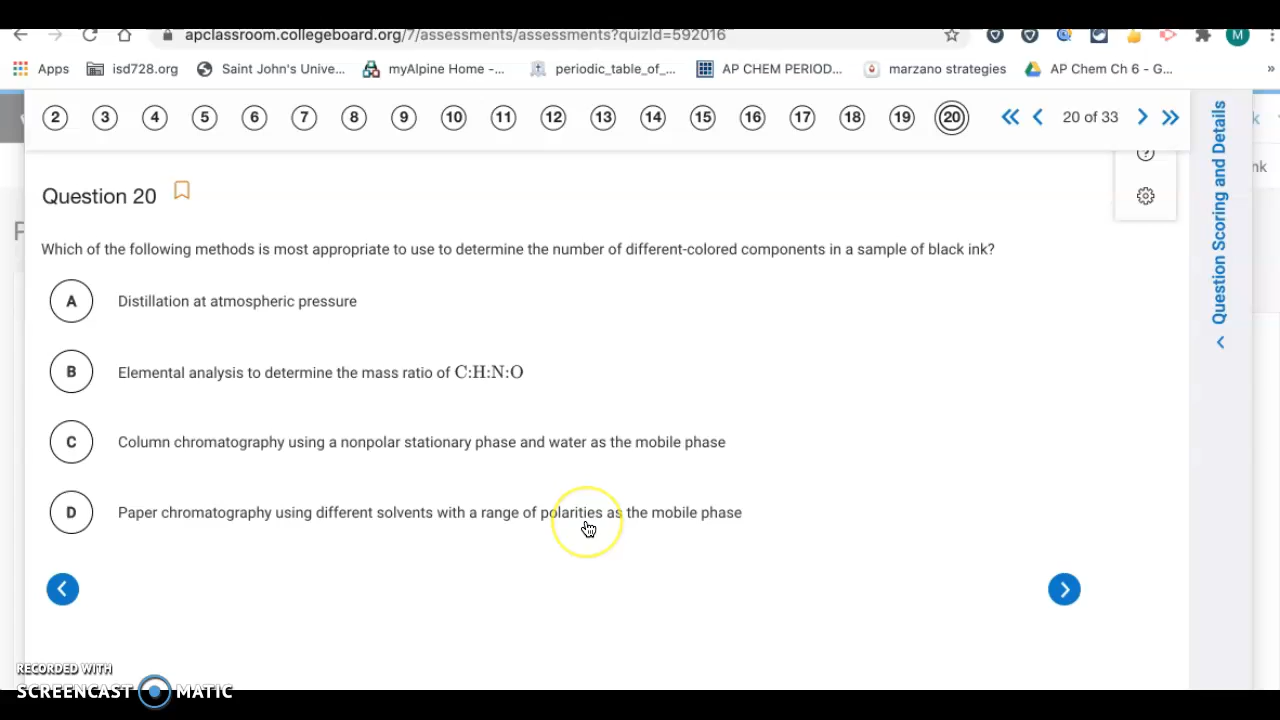 apclassroom.collegeboard.org/7/assessments/assessments?quizId=592016
M
Apps isd728.org Saint John's Unive... myAlpine Home -... periodic_table_of_... AP CHEM PERIOD... marzano strategies AP Chem Ch 6 - G... »
2 3 4 5 6 7 8 9 10 11 12 13 14 15 16 17 18 19 20 20 of 33
Question 20
Which of the following methods is most appropriate to use to determine the number of different-colored components in a sample of black ink?
A Distillation at atmospheric pressure
B Elemental analysis to determine the mass ratio of C:H:N:O
C Column chromatography using a nonpolar stationary phase and water as the mobile phase
D Paper chromatography using different solvents with a range of polarities as the mobile phase
Question Scoring and Details
RECORDED WITH
SCREENCAST MATIC